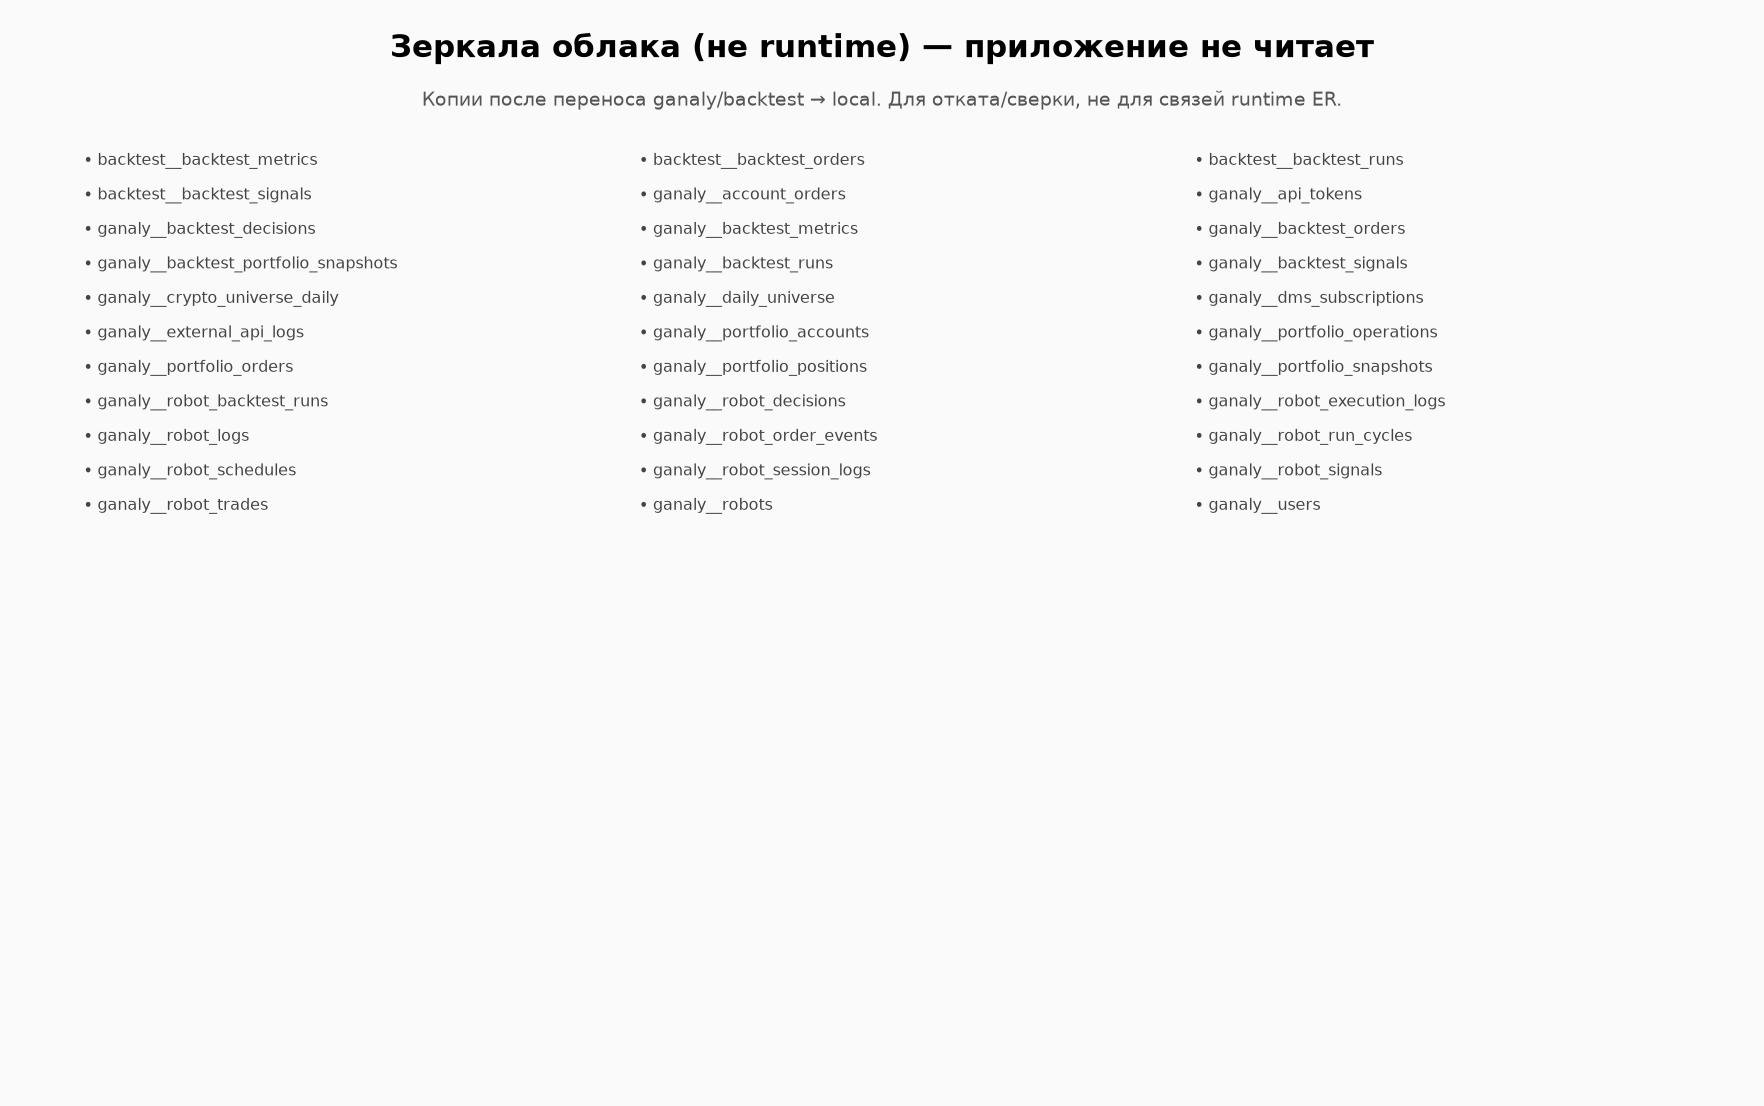 Зеркала облака (не runtime) — приложение не читает
Копии после переноса ganaly/backtest → local. Для отката/сверки, не для связей runtime ER.
• backtest__backtest_metrics • backtest__backtest_orders • backtest__backtest_runs
• backtest__backtest_signals • ganaly__account_orders • ganaly__api_tokens
• ganaly__backtest_decisions • ganaly__backtest_metrics • ganaly__backtest_orders
• ganaly__backtest_portfolio_snapshots • ganaly__backtest_runs • ganaly__backtest_signals
• ganaly__crypto_universe_daily • ganaly__daily_universe • ganaly__dms_subscriptions
• ganaly__external_api_logs • ganaly__portfolio_accounts • ganaly__portfolio_operations
• ganaly__portfolio_orders • ganaly__portfolio_positions • ganaly__portfolio_snapshots
• ganaly__robot_backtest_runs • ganaly__robot_decisions • ganaly__robot_execution_logs
• ganaly__robot_logs • ganaly__robot_order_events • ganaly__robot_run_cycles
• ganaly__robot_schedules • ganaly__robot_session_logs • ganaly__robot_signals
• ganaly__robot_trades • ganaly__robots • ganaly__users